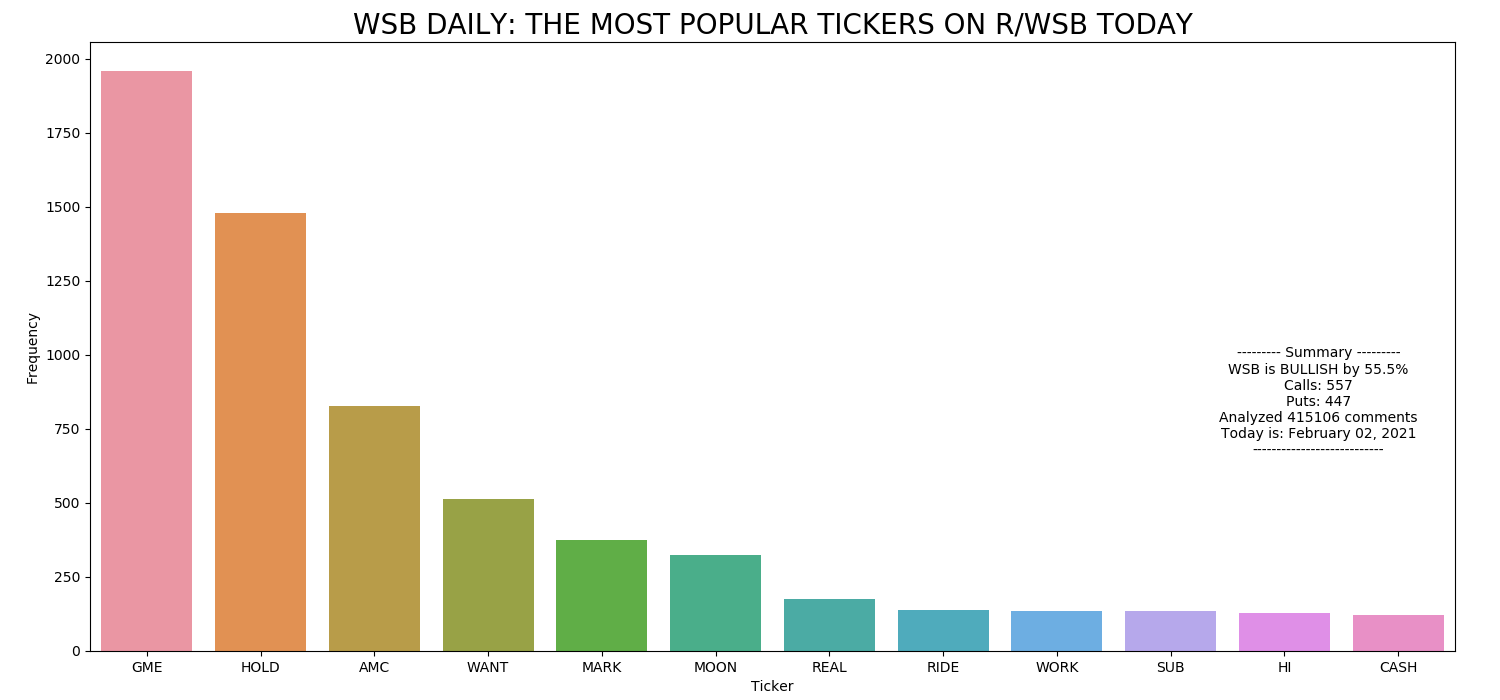 WSB DAILY: THE MOST POPULAR TICKERS ON R/WSB TODAY
2000
1750
1500
1250
1000
750
500
250
0
Frequency
--------- Summary ---------
WSB is BULLISH by 55.5%
Calls: 557
Puts: 447
Analyzed 415106 comments
Today is: February 02, 2021
---------------------------
GME HOLD AMC WANT MARK MOON REAL RIDE WORK SUB HI CASH
Ticker